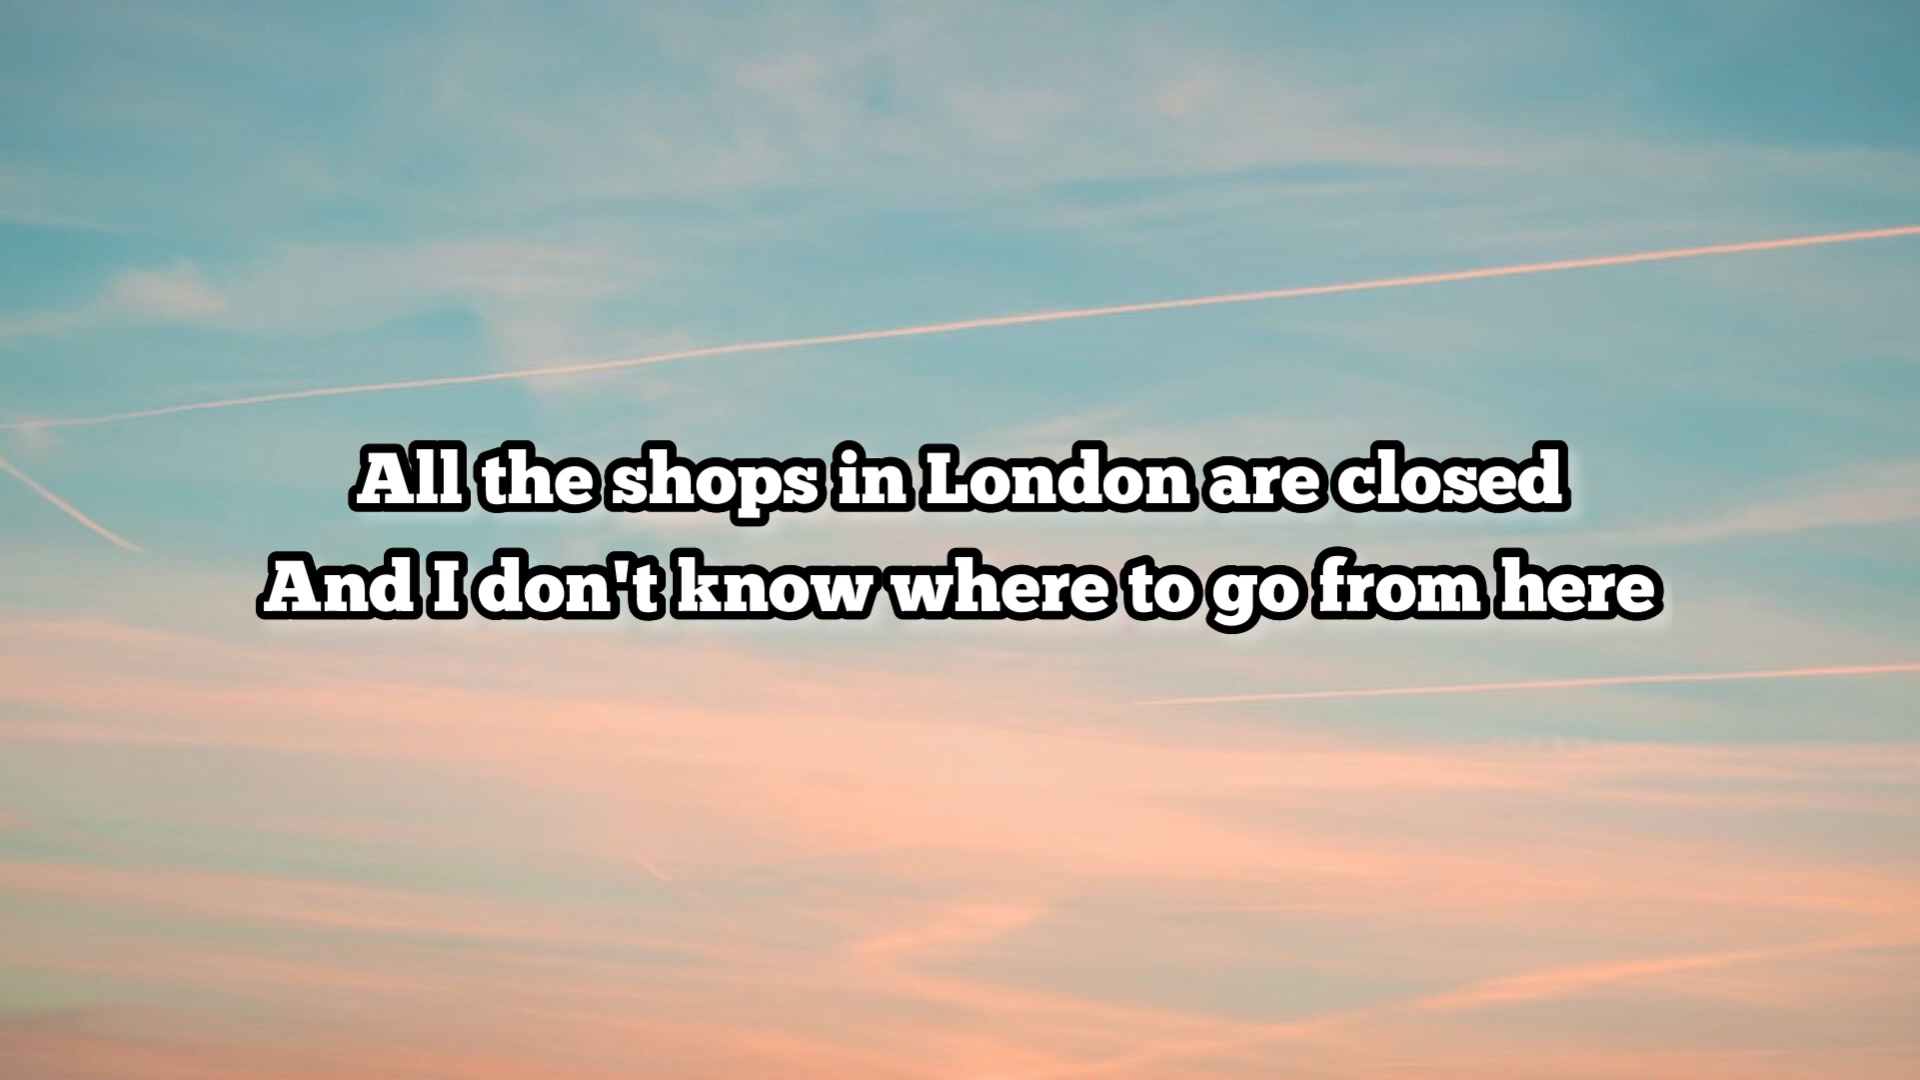 All the shops in London are closed
And I don't know where to go from here